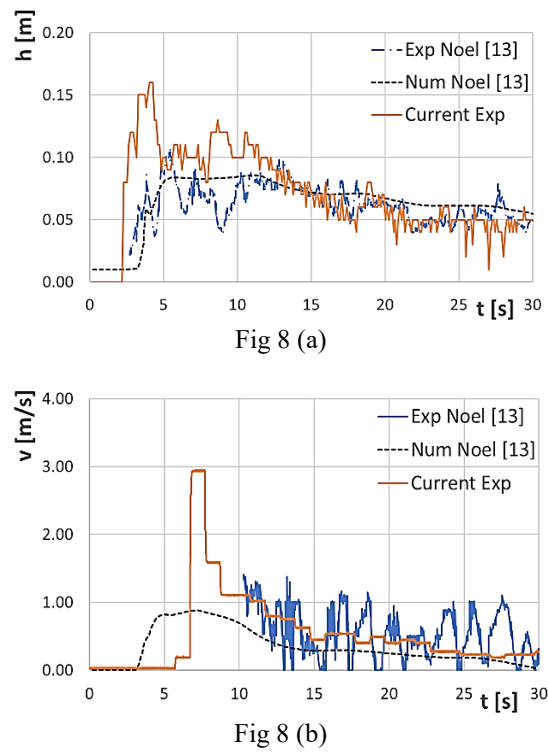 h [m]
0.20
0.15
0.10
0.05
0.00
Exp Noel [13]
Num Noel [13]
Current Exp
0 5 10 15 20 25 30
t [s]
Fig 8 (a)
v [m/s]
4.00
3.00
2.00
1.00
0.00
Exp Noel [13]
Num Noel [13]
Current Exp
0 5 10 15 20 25 30
t [s]
Fig 8 (b)